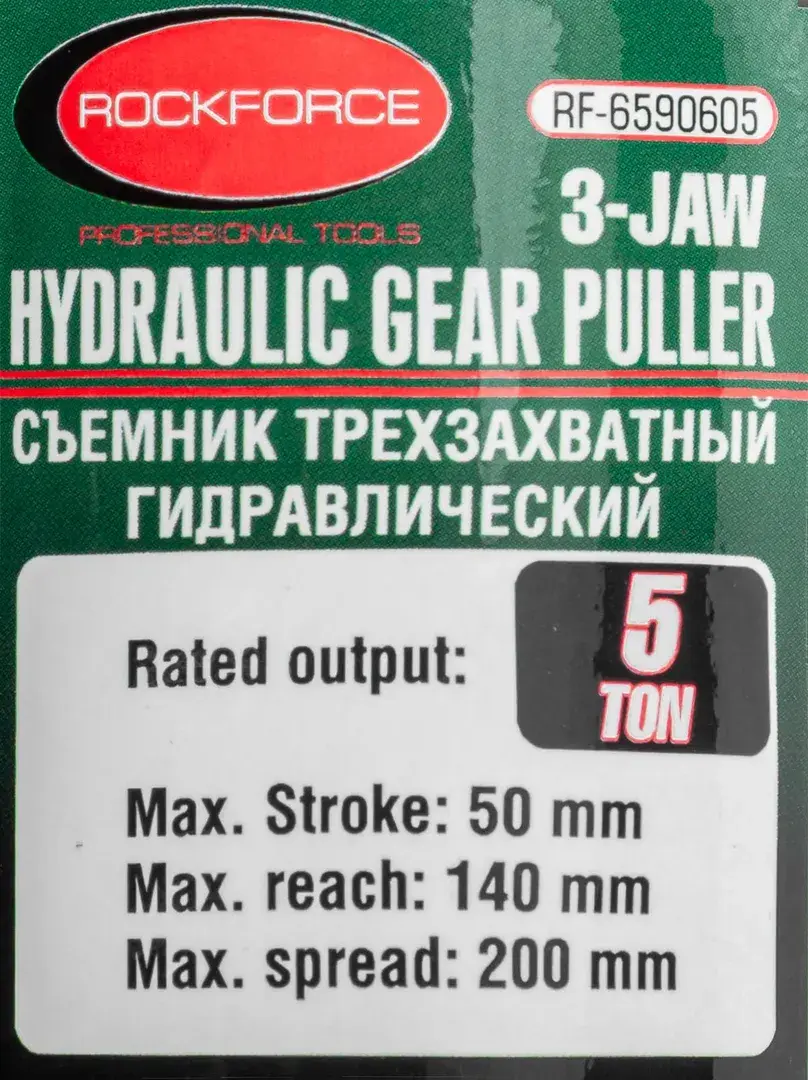 ROCKFORCE
RF-6590605
PROFESSIONAL TOOLS
3-JAW
HYDRAULIC GEAR PULLER
СЪЕМНИК ТРЕХЗАХВАТНЫЙ
ГИДРАВЛИЧЕСКИЙ
Rated output:
5
TON
Max. Stroke: 50 mm
Max. reach: 140 mm
Max. spread: 200 mm